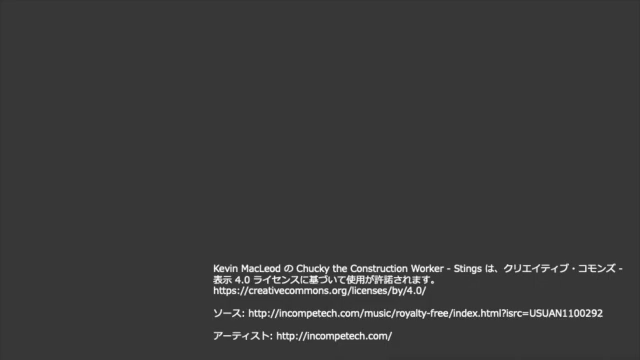 Kevin MacLeod の Chucky the Construction Worker - Stings は、クリエイティブ・コモンズ -
表示 4.0 ライセンスに基づいて使用が許諾されます。
https://creativecommons.org/licenses/by/4.0/
ソース: http://incompetech.com/music/royalty-free/index.html?isrc=USUAN1100292
アーティスト: http://incompetech.com/